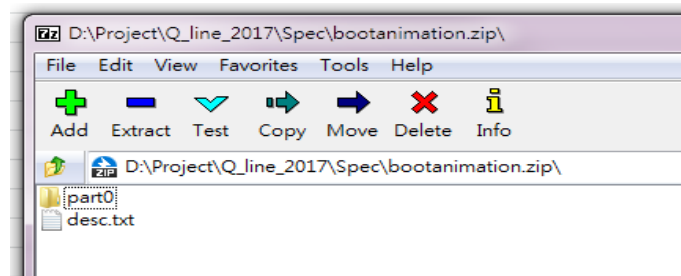 7z D:\Project\Q_line_2017\Spec\bootanimation.zip\
File Edit View Favorites Tools Help
Add Extract Test Copy Move Delete Info
ZIP D:\Project\Q_line_2017\Spec\bootanimation.zip\
part0
desc.txt